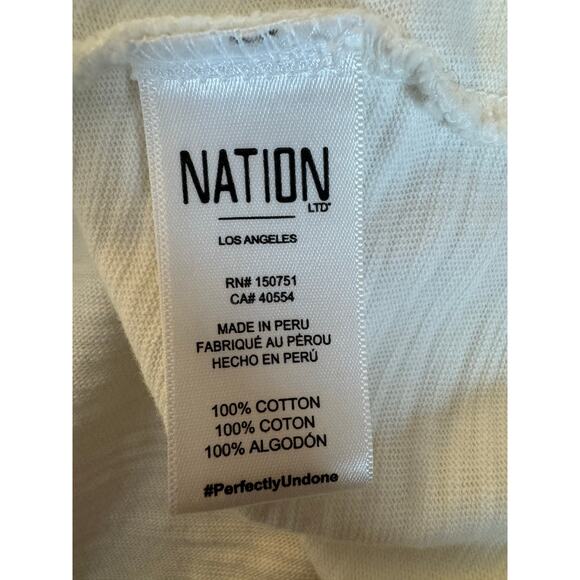 NATION
LTD
LOS ANGELES
RN# 150751
CA# 40554
MADE IN PERU
FABRIQUÉ AU PÉROU
HECHO EN PERÚ
100% COTTON
100% COTON
100% ALGODÓN
#PerfectlyUndone